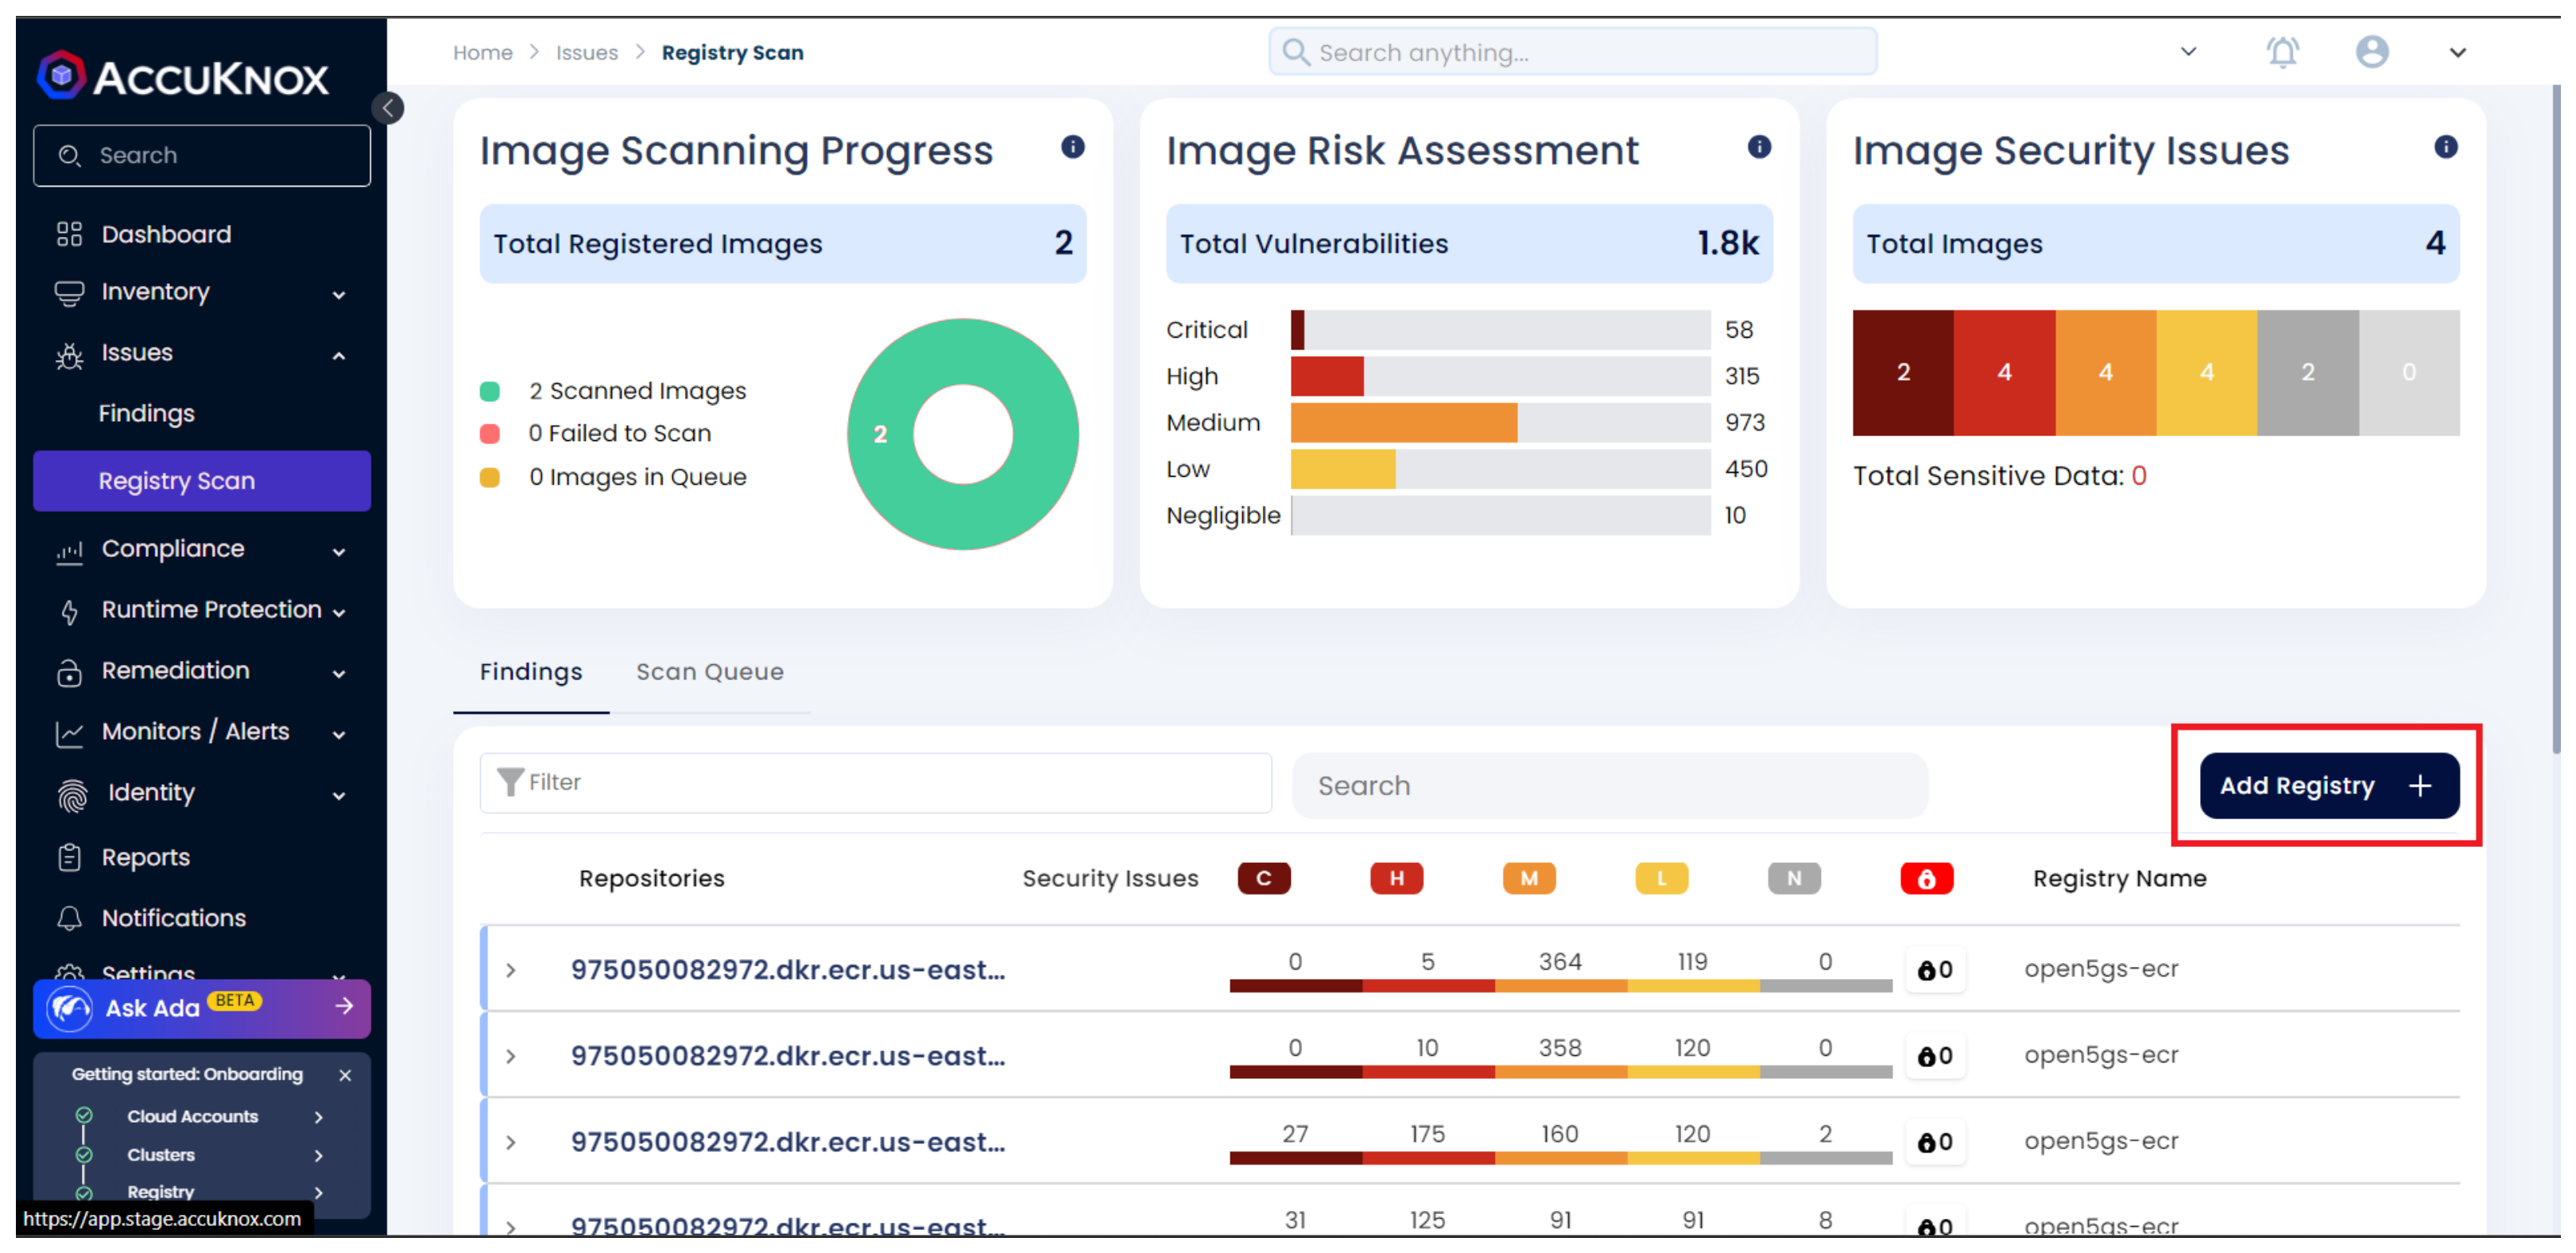 ACCUKNOX
Search
Dashboard
Inventory
Issues
Findings
Registry Scan
Compliance
Runtime Protection
Remediation
Monitors / Alerts
Identity
Reports
Notifications
Settings
Ask Ada BETA
Getting started: Onboarding
Cloud Accounts
Clusters
Registry
https://app.stage.accuknox.com
Home > Issues > Registry Scan
Search anything...
Image Scanning Progress
Total Registered Images 2
2 Scanned Images
0 Failed to Scan
0 Images in Queue
2
Image Risk Assessment
Total Vulnerabilities 1.8k
Critical 58
High 315
Medium 973
Low 450
Negligible 10
Image Security Issues
Total Images 4
2 4 4 4 2 0
Total Sensitive Data: 0
Findings Scan Queue
Filter Search Add Registry +
Repositories Security Issues C H M L N Registry Name
975050082972.dkr.ecr.us-east... 0 5 364 119 0 0 open5gs-ecr
975050082972.dkr.ecr.us-east... 0 10 358 120 0 0 open5gs-ecr
975050082972.dkr.ecr.us-east... 27 175 160 120 2 0 open5gs-ecr
975050082972.dkr.ecr.us-east... 31 125 91 91 8 0 open5gs-ecr